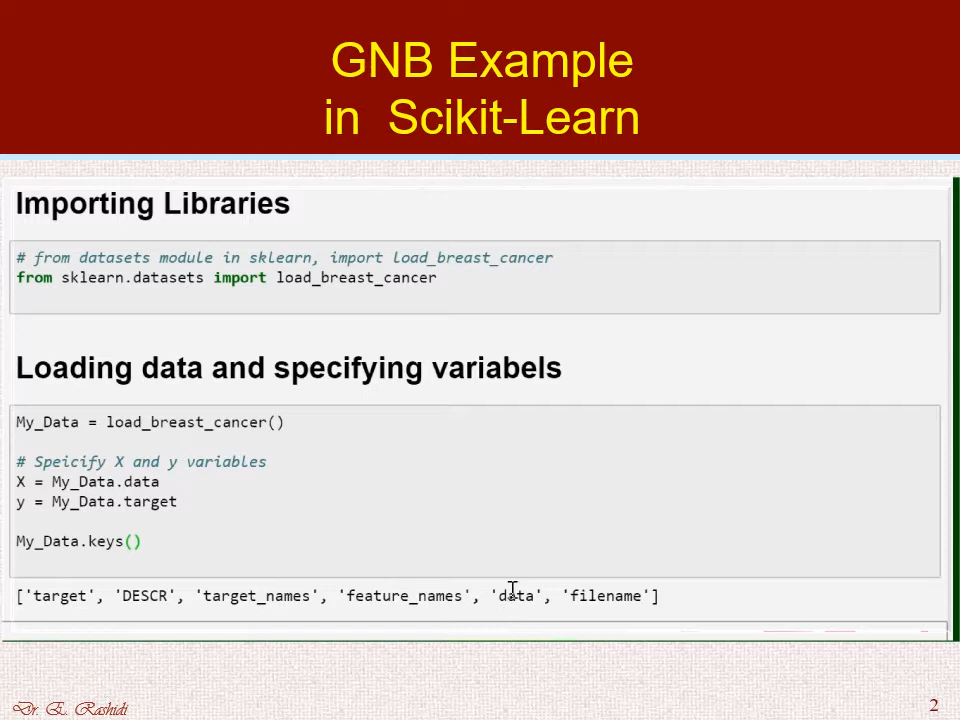 GNB Example
in Scikit-Learn
Importing Libraries
# from datasets module in sklearn, import load_breast_cancer
from sklearn.datasets import load_breast_cancer
Loading data and specifying variabels
My_Data = load_breast_cancer()
# Speicify X and y variables
X = My_Data.data
y = My_Data.target
My_Data.keys()
['target', 'DESCR', 'target_names', 'feature_names', 'data', 'filename']
Dr. E. Rashidi
2